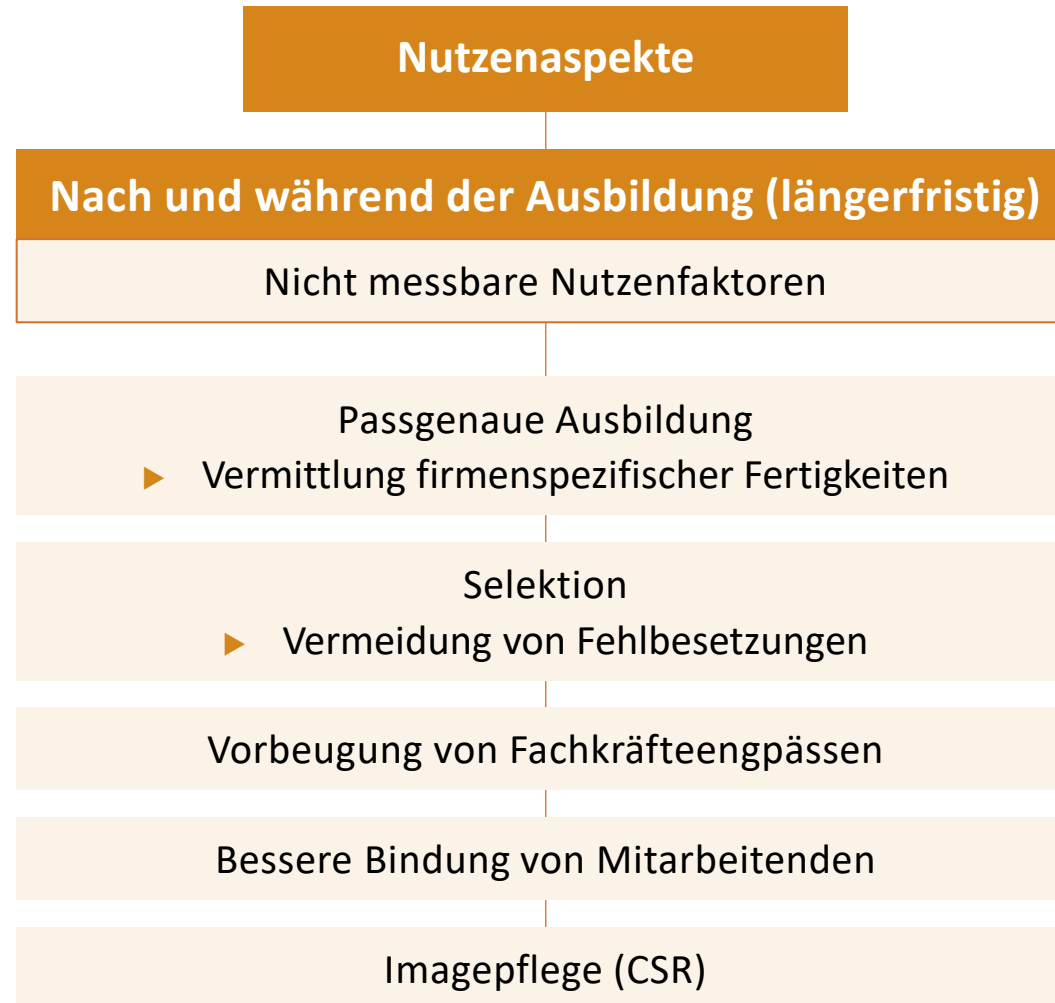 Nutzenaspekte
Nach und während der Ausbildung (längerfristig)
Nicht messbare Nutzenfaktoren
Passgenaue Ausbildung
Vermittlung firmenspezifischer Fertigkeiten
Selektion
Vermeidung von Fehlbesetzungen
Vorbeugung von Fachkräfteengpässen
Bessere Bindung von Mitarbeitenden
Imagepflege (CSR)